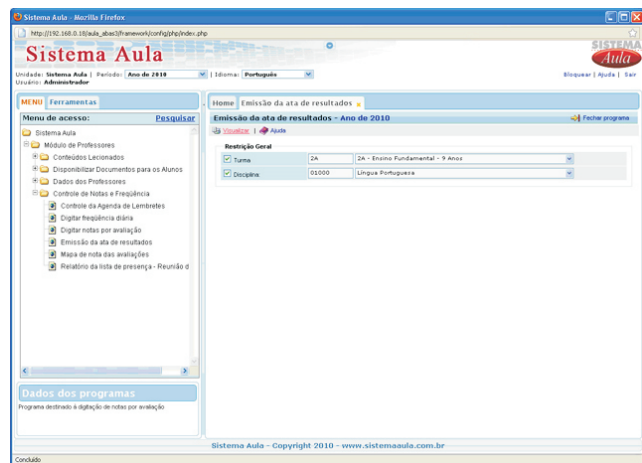 Sistema Aula - Mozilla Firefox
http://192.168.0.18/aula_abas3/framework/config/php/index.php
Sistema Aula
SISTEMA
Aula
Unidade: Sistema Aula | Período: Ano de 2010 | Idioma: Português
Bloquear | Ajuda | Sair
Usuário: Administrador
MENU Ferramentas
Home Emissão da ata de resultados x
Menu de acesso: Pesquisar
Emissão da ata de resultados - Ano de 2010 Fechar programa
Visualizar | Ajuda
Sistema Aula
Módulo de Professores
Conteúdos Lecionados
Disponibilizar Documentos para os Alunos
Dados dos Professores
Controle de Notas e Freqüência
Controle da Agenda de Lembretes
Digitar freqüência diária
Digitar notas por avaliação
Emissão da ata de resultados
Mapa de nota das avaliações
Relatório da lista de presença - Reunião d
Restrição Geral
Turma: 2A 2A - Ensino Fundamental - 9 Anos
Disciplina: 01000 Língua Portuguesa
Dados dos programas
Programa destinado à digitação de notas por avaliação
Sistema Aula - Copyright 2010 - www.sistemaaula.com.br
Concluído